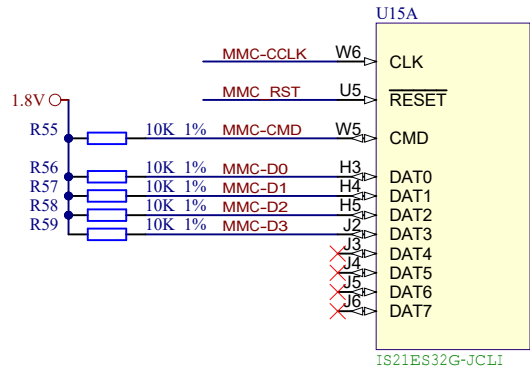 U15A
MMC-CCLK W6 CLK
MMC_RST U5 RESET
1.8V
R55 10K 1% MMC-CMD W5 CMD
R56 10K 1% MMC-D0 H3 DAT0
R57 10K 1% MMC-D1 H4 DAT1
R58 10K 1% MMC-D2 H5 DAT2
R59 10K 1% MMC-D3 J2 DAT3
J3 DAT4
J4 DAT5
J5 DAT6
J6 DAT7
IS21ES32G-JCLI